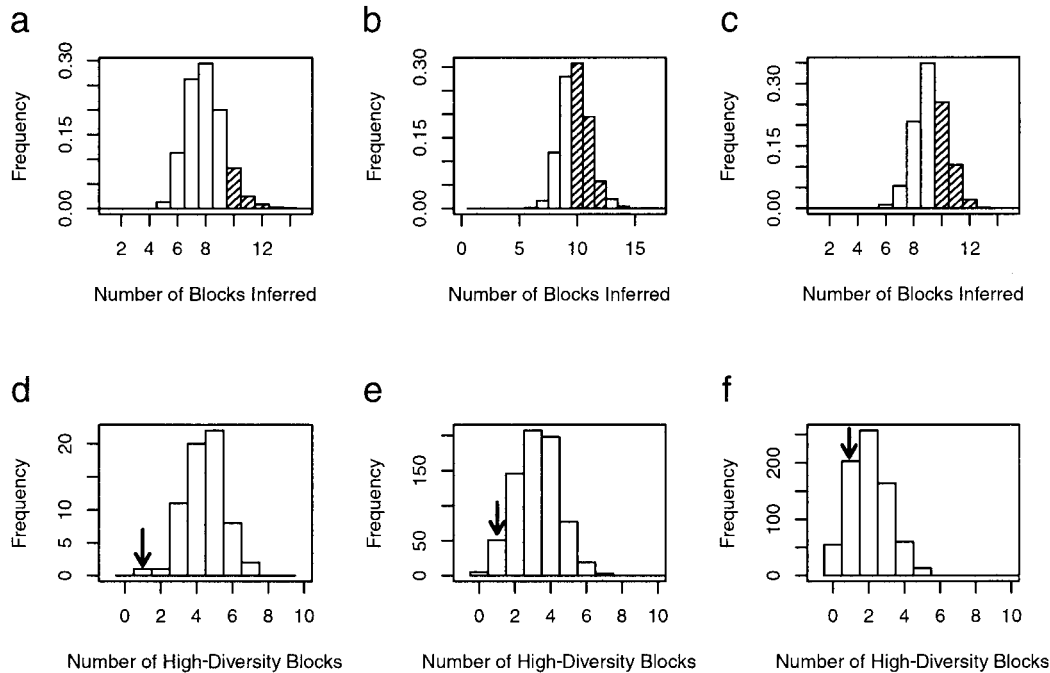 a b c
0.30 0.30 0.30
Frequency Frequency Frequency
0.15 0.15 0.15
0.00 0.00 0.00
2 4 6 8 12 0 5 10 15 2 4 6 8 12
Number of Blocks Inferred Number of Blocks Inferred Number of Blocks Inferred
d e f
20 150 200
Frequency Frequency Frequency
10 50 100
5 0 0
0
0 2 4 6 8 10 0 2 4 6 8 10 0 2 4 6 8 10
Number of High-Diversity Blocks Number of High-Diversity Blocks Number of High-Diversity Blocks